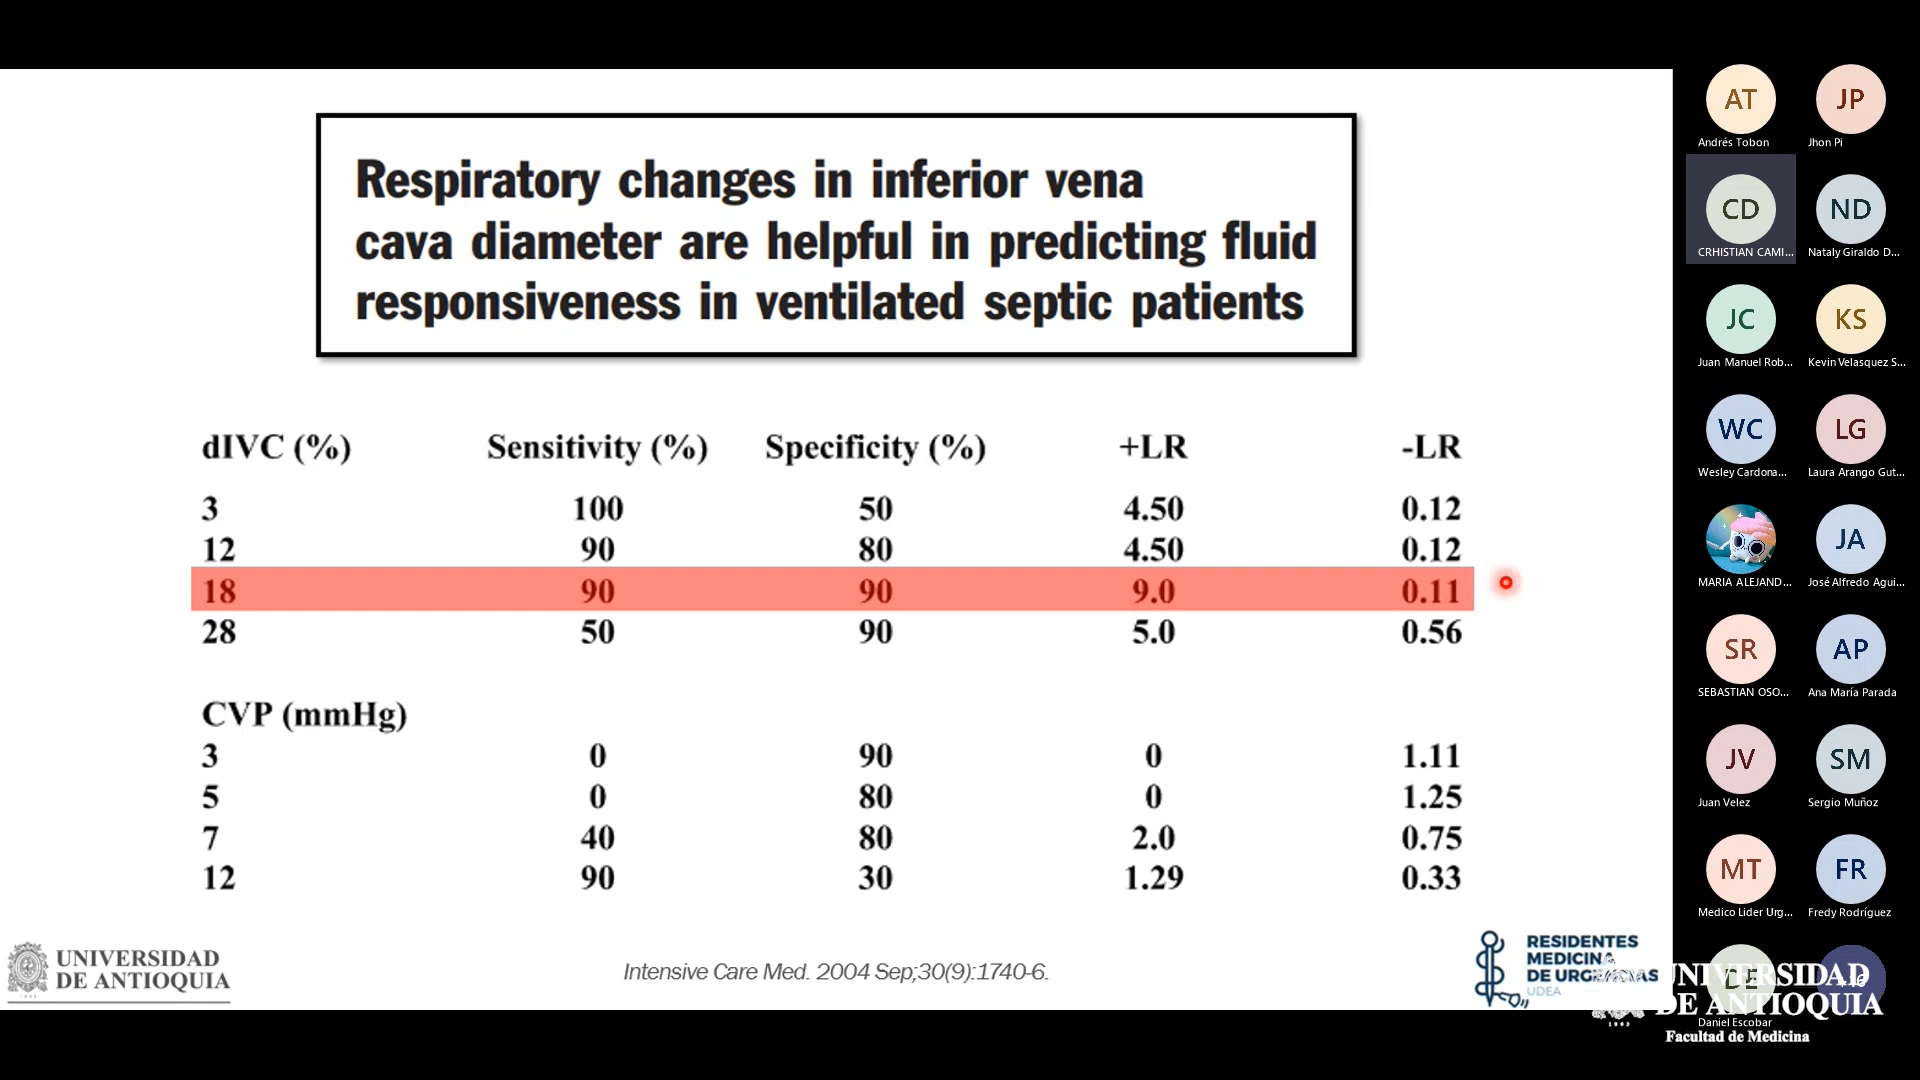 Respiratory changes in inferior vena
cava diameter are helpful in predicting fluid
responsiveness in ventilated septic patients
dIVC (%) Sensitivity (%) Specificity (%) +LR -LR
3 100 50 4.50 0.12
12 90 80 4.50 0.12
18 90 90 9.0 0.11
28 50 90 5.0 0.56
CVP (mmHg)
3 0 90 0 1.11
5 0 80 0 1.25
7 40 80 2.0 0.75
12 90 30 1.29 0.33
UNIVERSIDAD
DE ANTIOQUIA
1803
Intensive Care Med. 2004 Sep;30(9):1740-6.
RESIDENTES
MEDICINA
DE URGENCIAS
UDEA
AT JP
Andrés Tobon Jhon Pi
CD ND
CRHISTIAN CAMI... Nataly Giraldo D...
JC KS
Juan Manuel Rob... Kevin Velasquez S...
WC LG
Wesley Cardona... Laura Arango Gut...
JA
MARIA ALEJAND... José Alfredo Agui...
SR AP
SEBASTIAN OSO... Ana María Parada
JV SM
Juan Velez Sergio Muñoz
MT FR
Medico Lider Urg... Fredy Rodríguez
DE
Daniel Escobar
UNIVERSIDAD
DE ANTIOQUIA
1803
Facultad de Medicina